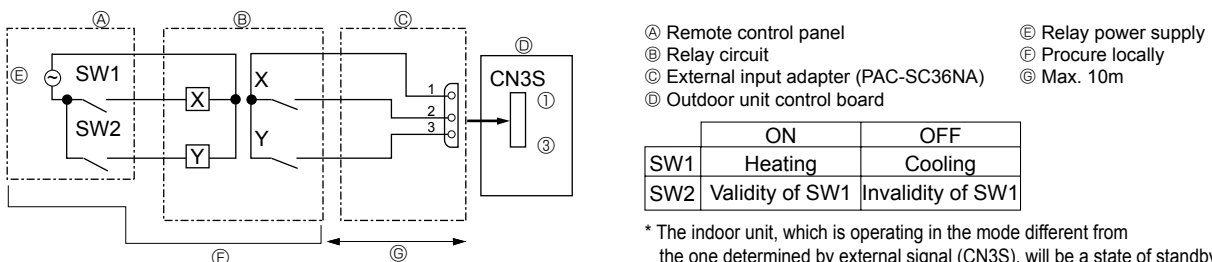 Ⓐ Ⓑ Ⓒ
Ⓓ
Ⓔ SW1 X CN3S
X 1 ①
2
SW2 3
Y Y ③
Ⓕ Ⓖ
Ⓐ Remote control panel
Ⓑ Relay circuit
Ⓒ External input adapter (PAC-SC36NA)
Ⓓ Outdoor unit control board
Ⓔ Relay power supply
Ⓕ Procure locally
Ⓖ Max. 10m
ON OFF
SW1 Heating Cooling
SW2 Validity of SW1 Invalidity of SW1
* The indoor unit, which is operating in the mode different from
the one determined by external signal (CN3S), will be a state of standby